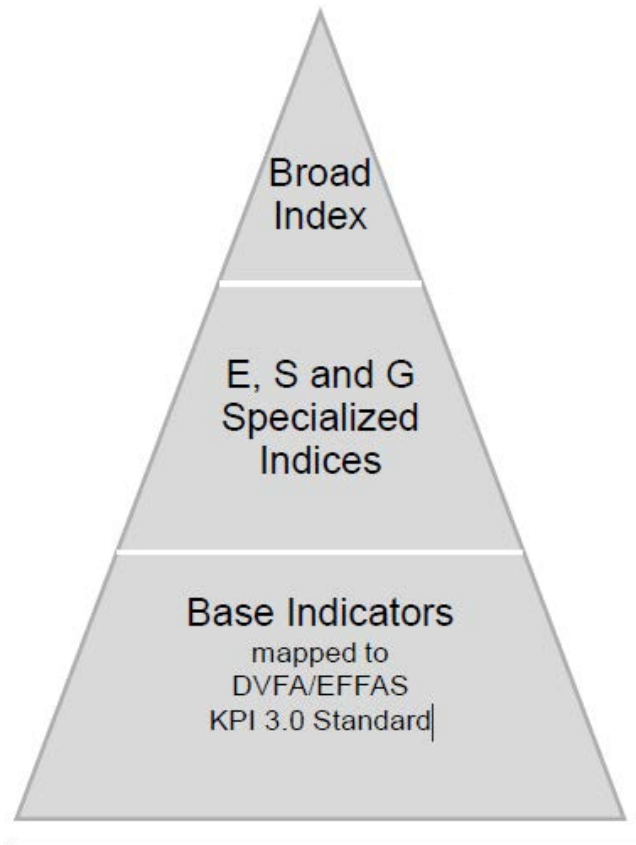 Broad
Index
E, S and G
Specialized
Indices
Base Indicators
mapped to
DVFA/EFFAS
KPI 3.0 Standard